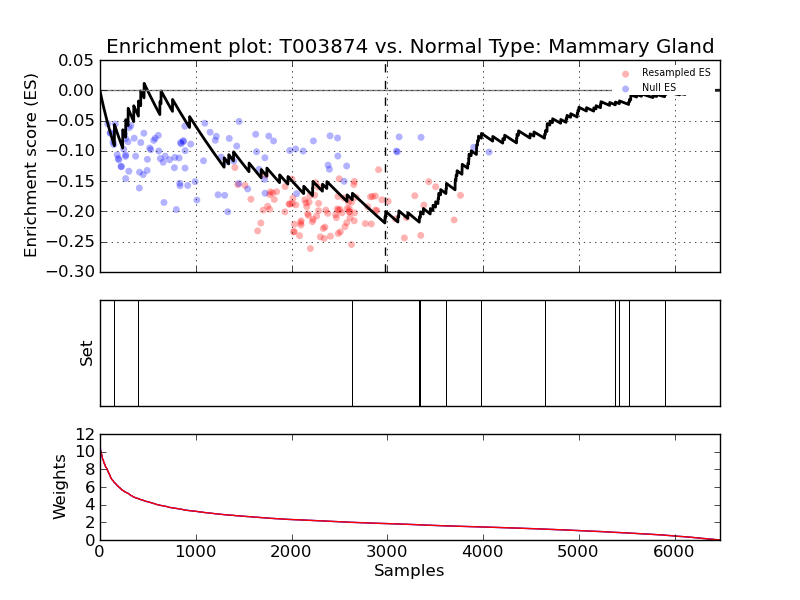 Enrichment plot: T003874 vs. Normal Type: Mammary Gland
Enrichment score (ES)
0.05
0.00
−0.05
−0.10
−0.15
−0.20
−0.25
−0.30
Resampled ES
Null ES
Set
Weights
12
10
8
6
4
2
0
0 1000 2000 3000 4000 5000 6000
Samples